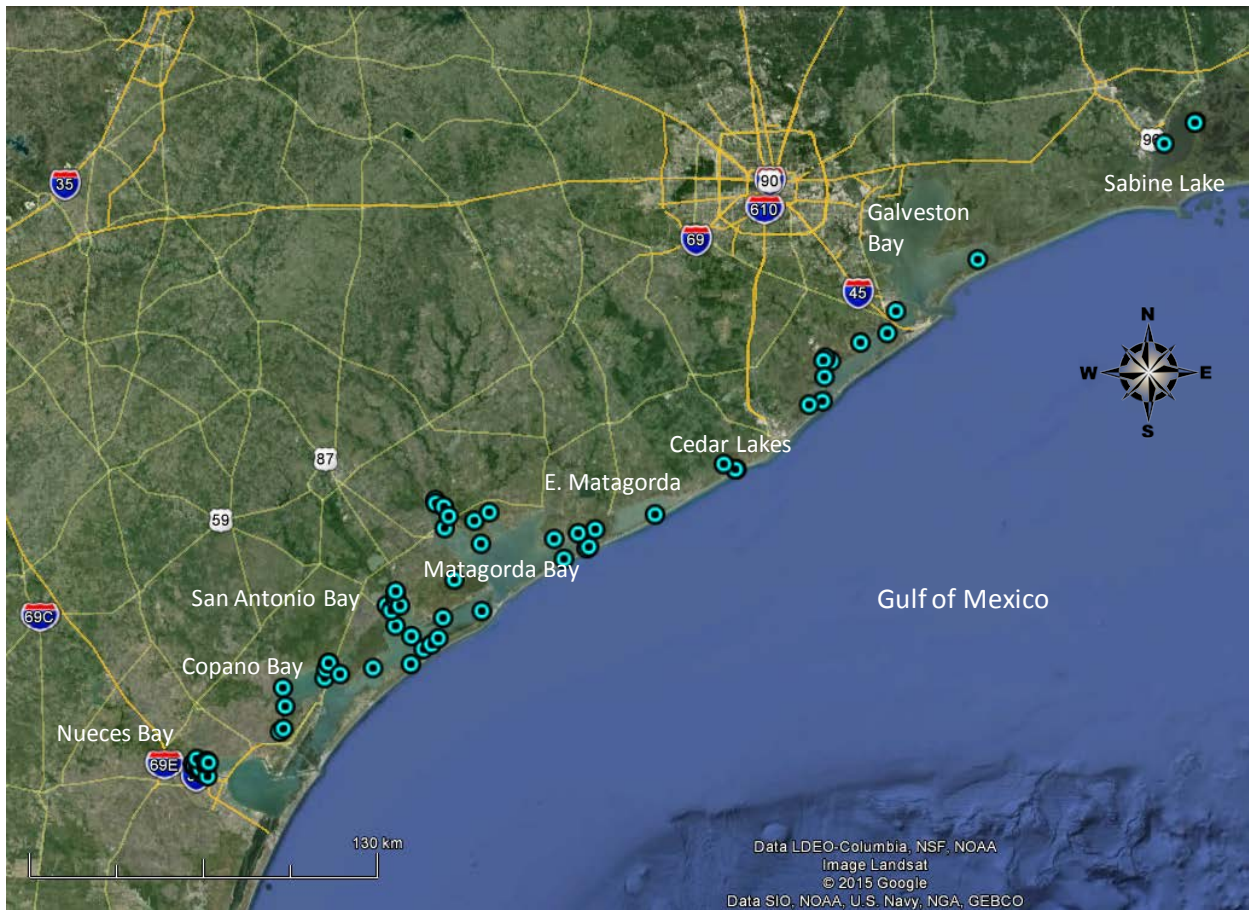 96
35
90
Sabine Lake
610
Galveston
Bay
69
45
N
W E
S
Cedar Lakes
87
E. Matagorda
59
Matagorda Bay
San Antonio Bay
Gulf of Mexico
69C
Copano Bay
Nueces Bay
69E
130 km
Data LDEO-Columbia, NSF, NOAA
Image Landsat
© 2015 Google
Data SIO, NOAA, U.S. Navy, NGA, GEBCO